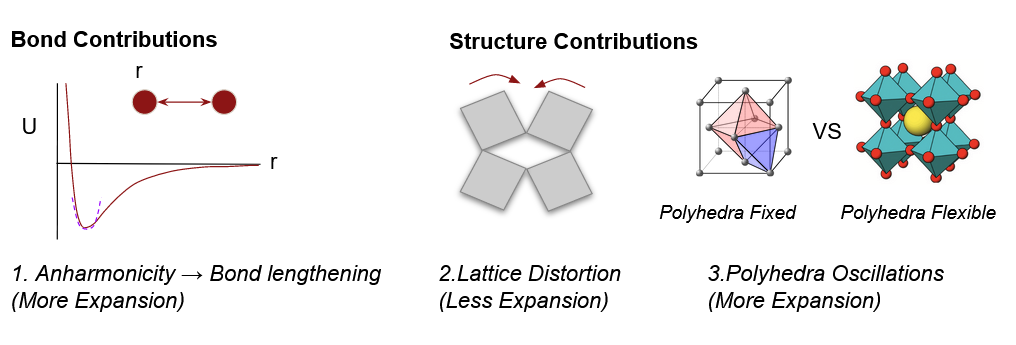 Bond Contributions
Structure Contributions
r
U
r
VS
Polyhedra Fixed
Polyhedra Flexible
1. Anharmonicity → Bond lengthening
(More Expansion)
2.Lattice Distortion
(Less Expansion)
3.Polyhedra Oscillations
(More Expansion)